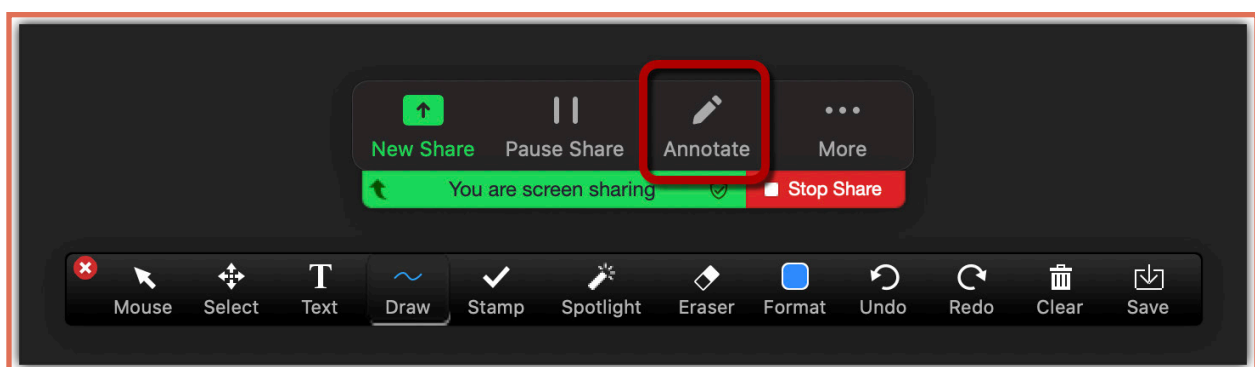 New Share Pause Share Annotate More
You are screen sharing Stop Share
Mouse Select Text Draw Stamp Spotlight Eraser Format Undo Redo Clear Save